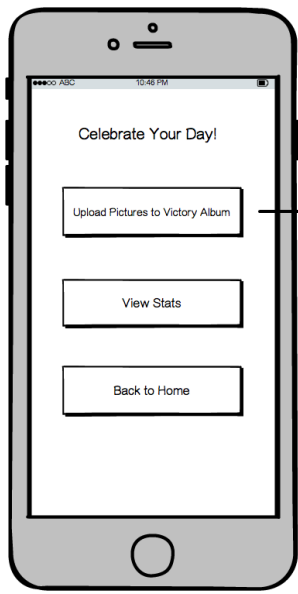 ABC 10:46 PM
Celebrate Your Day!
Upload Pictures to Victory Album
View Stats
Back to Home